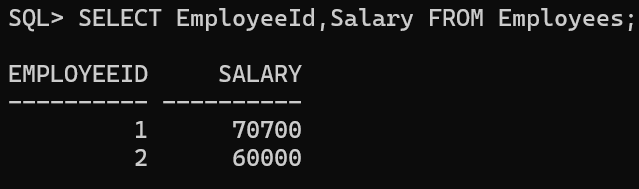 SQL> SELECT EmployeeId,Salary FROM Employees;
EMPLOYEEID     SALARY
---------- ----------
         1      70700
         2      60000